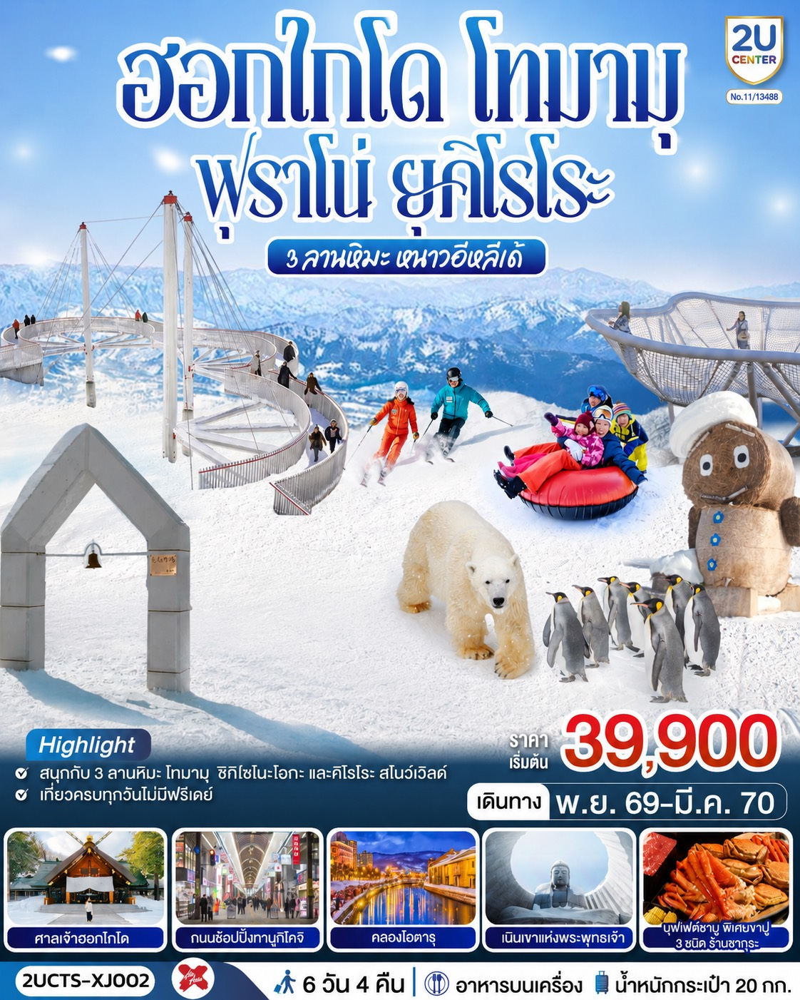 ฮอกไกโด โทมามุ
ฟุราโน่ ยุคิโรโระ
3 ลานหิมะ หนาวอีหลีเด้
2U
CENTER
No.11/13488
Highlight
สนุกกับ 3 ลานหิมะ โทมามุ ชิกิไซโนะโอกะ และคิโรโระ สโนว์เวิลด์
เที่ยวครบทุกวันไม่มีฟรีเดย์
ราคา
เริ่มต้น
39,900
เดินทาง พ.ย. 69-มี.ค. 70
ศาลเจ้าฮอกไกโด
ถนนช้อปปิ้งทานูกิโคจิ
คลองโอตารุ
เนินเขาแห่งพระพุทธเจ้า
บุฟเฟ่ต์ชาบู พิเศษขาปู
3 ชนิด ร้านซากุระ
2UCTS-XJ002
Air Asia X
6 วัน 4 คืน
อาหารบนเครื่อง
น้ำหนักกระเป๋า 20 กก.